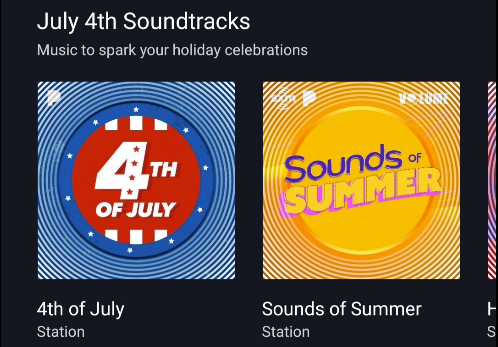 July 4th Soundtracks
Music to spark your holiday celebrations
P
4TH
OF JULY
P
VOLUME
Sounds OF
SUMMER
4th of July
Station
Sounds of Summer
Station
H
S